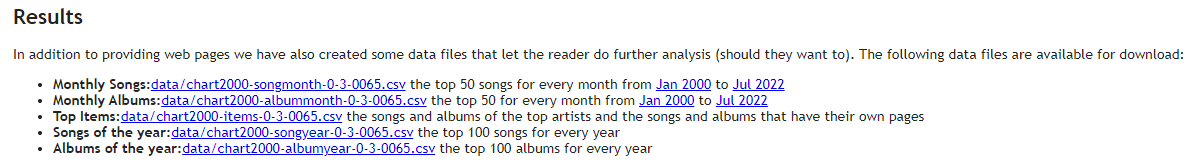 Results
In addition to providing web pages we have also created some data files that let the reader do further analysis (should they want to). The following data files are available for download:
• Monthly Songs:data/chart2000-songmonth-0-3-0065.csv the top 50 songs for every month from Jan 2000 to Jul 2022
• Monthly Albums:data/chart2000-albummonth-0-3-0065.csv the top 50 for every month from Jan 2000 to Jul 2022
• Top Items:data/chart2000-items-0-3-0065.csv the songs and albums of the top artists and the songs and albums that have their own pages
• Songs of the year:data/chart2000-songyear-0-3-0065.csv the top 100 songs for every year
• Albums of the year:data/chart2000-albumyear-0-3-0065.csv the top 100 albums for every year